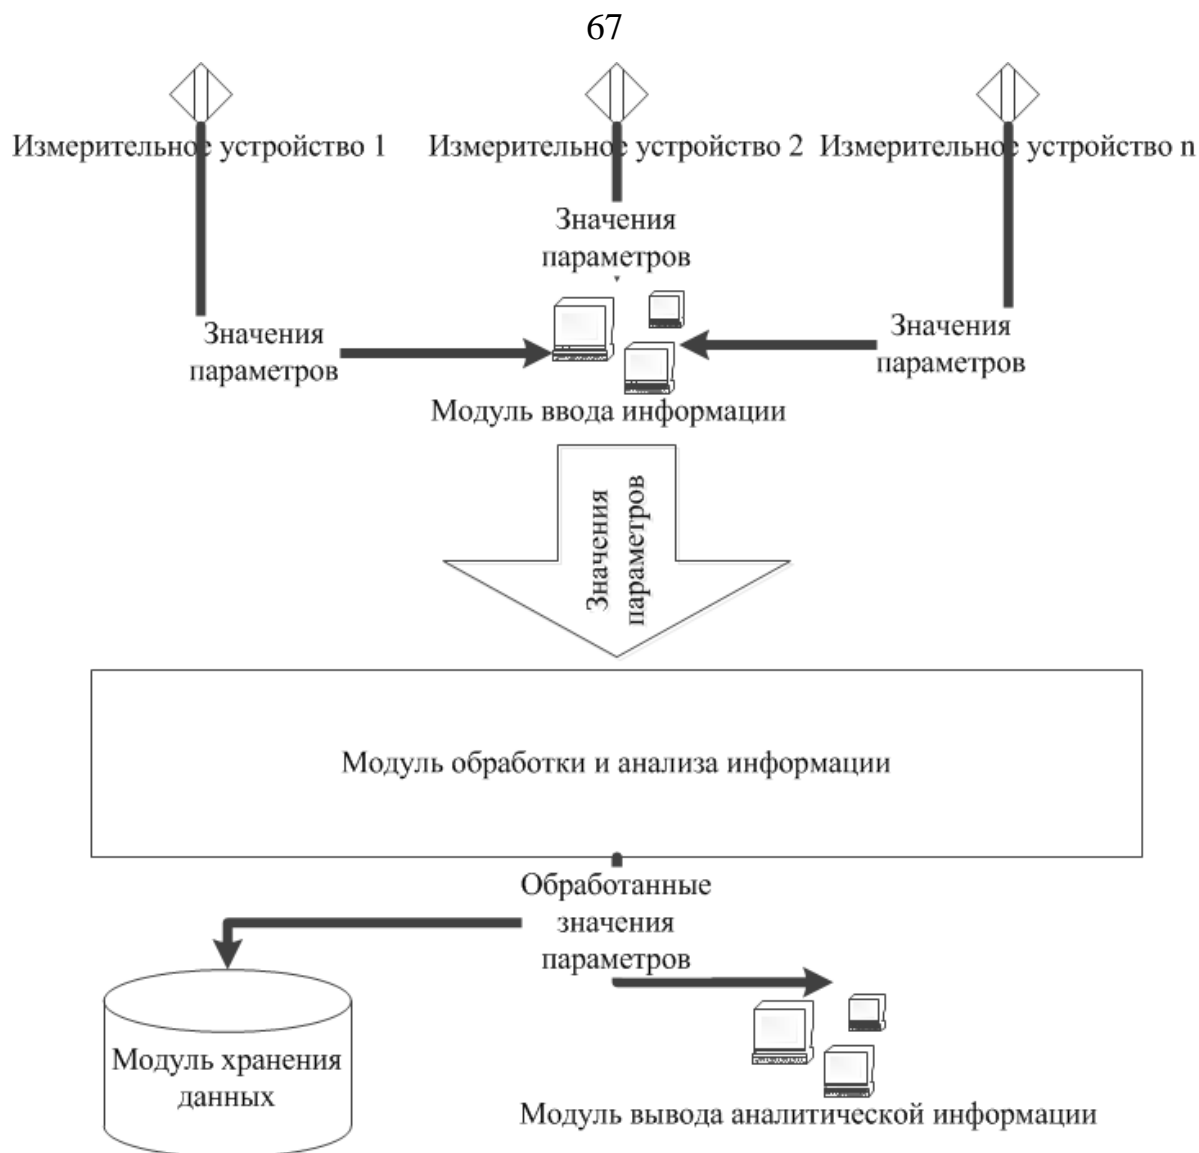 67
Измерительное устройство 1
Измерительное устройство 2
Измерительное устройство n
Значения
параметров
Значения
параметров
Значения
параметров
Модуль ввода информации
Значения
параметров
Модуль обработки и анализа информации
Обработанные
значения
параметров
Модуль хранения
данных
Модуль вывода аналитической информации